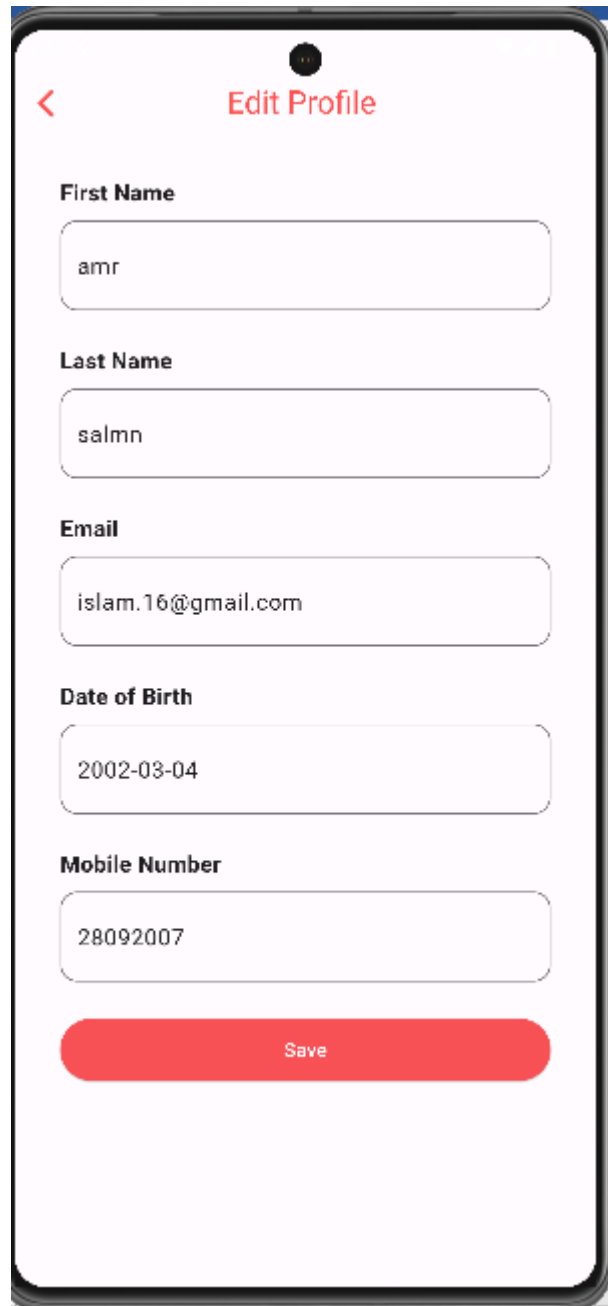 Edit Profile
First Name
amr
Last Name
salmn
Email
islam.16@gmail.com
Date of Birth
2002-03-04
Mobile Number
28092007
Save